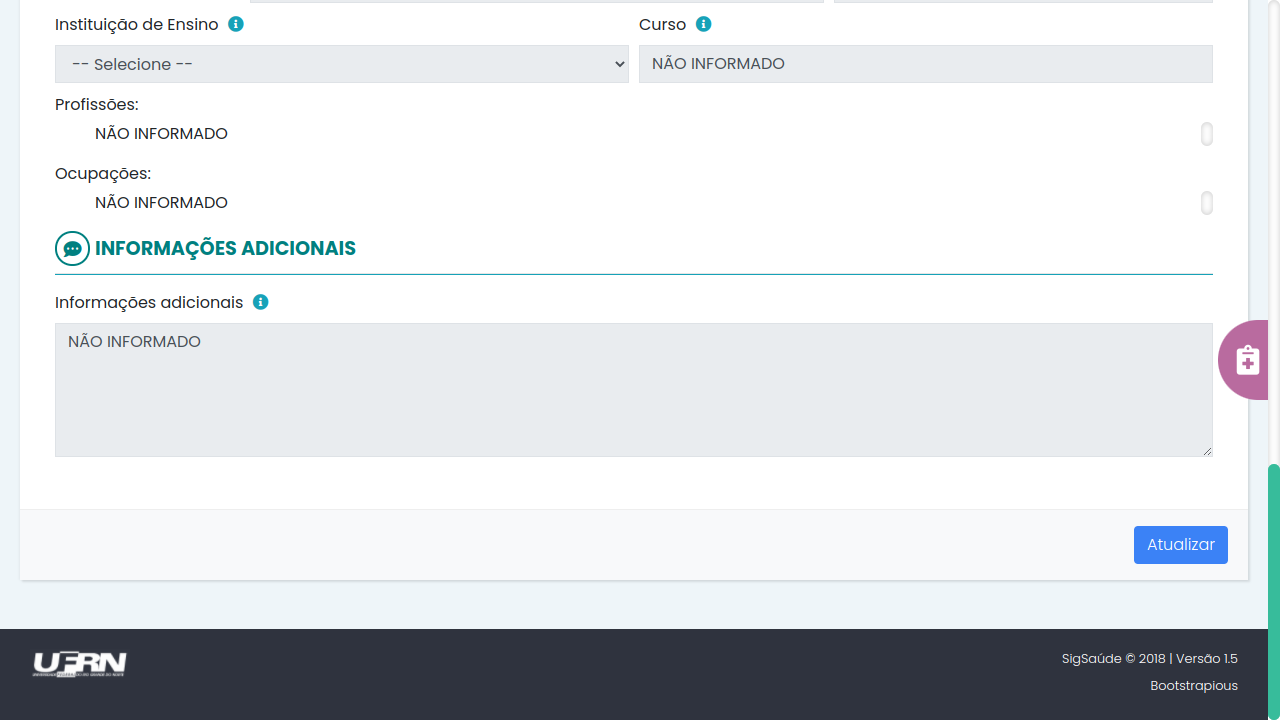 Instituição de Ensino
Curso
-- Selecione --
NÃO INFORMADO
Profissões:
NÃO INFORMADO
Ocupações:
NÃO INFORMADO
INFORMAÇÕES ADICIONAIS
Informações adicionais
NÃO INFORMADO
Atualizar
UFRN
SigSaúde © 2018 | Versão 1.5
Bootstrapious